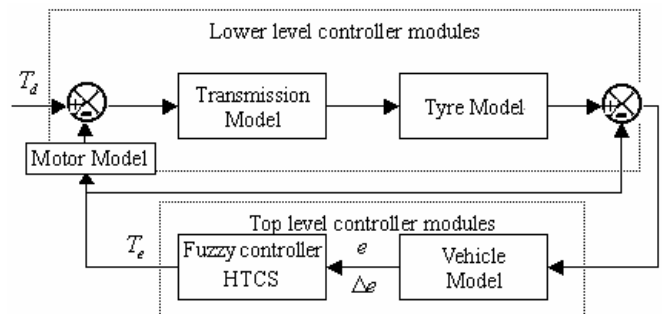 Lower level controller modules
T_d
+
-
Transmission
Model
Tyre Model
+
-
Motor Model
Top level controller modules
T_e
Fuzzy controller
HTCS
e
Δe
Vehicle
Model